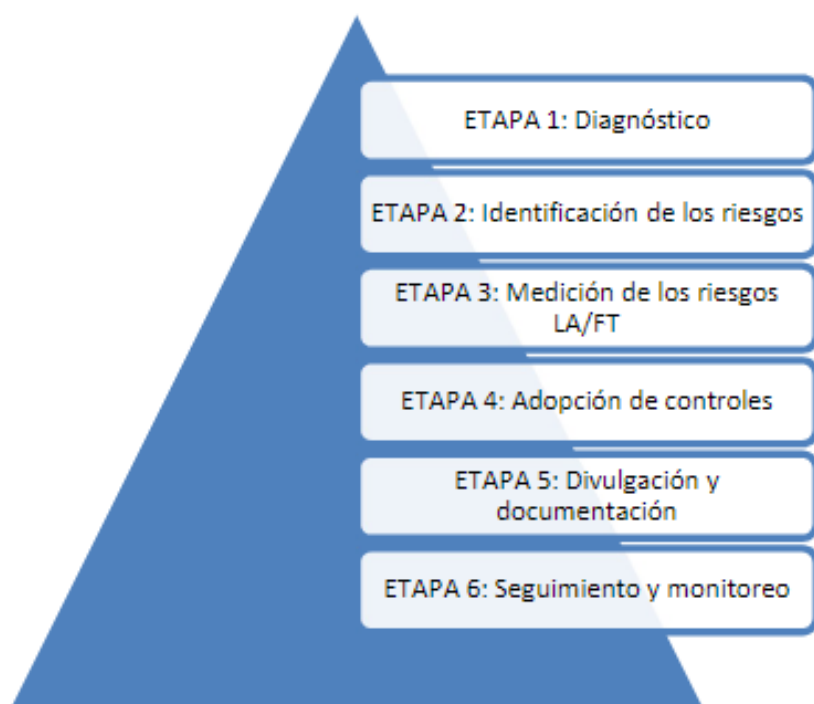 ETAPA 1: Diagnóstico
ETAPA 2: Identificación de los riesgos
ETAPA 3: Medición de los riesgos
LA/FT
ETAPA 4: Adopción de controles
ETAPA 5: Divulgación y
documentación
ETAPA 6: Seguimiento y monitoreo